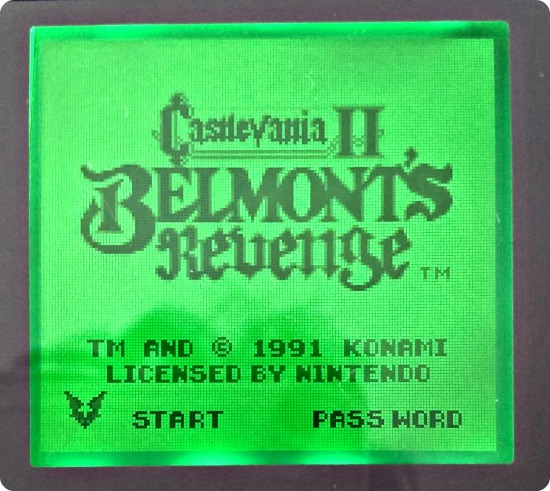 Castlevania II
BELMONT'S
Revenge TM
TM AND © 1991 KONAMI
LICENSED BY NINTENDO
START PASS WORD